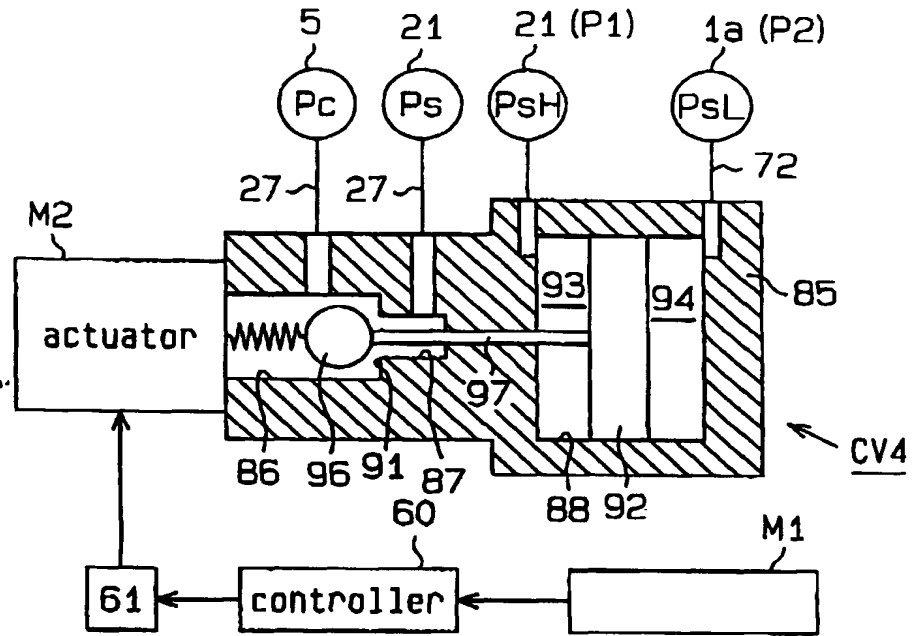 5 21 21 (P1) 1a (P2)
Pc Ps PsH PsL
27 27 72
M2
actuator
93 94 85
97
86 96 91 87 88 92 CV4
60 M1
61 controller